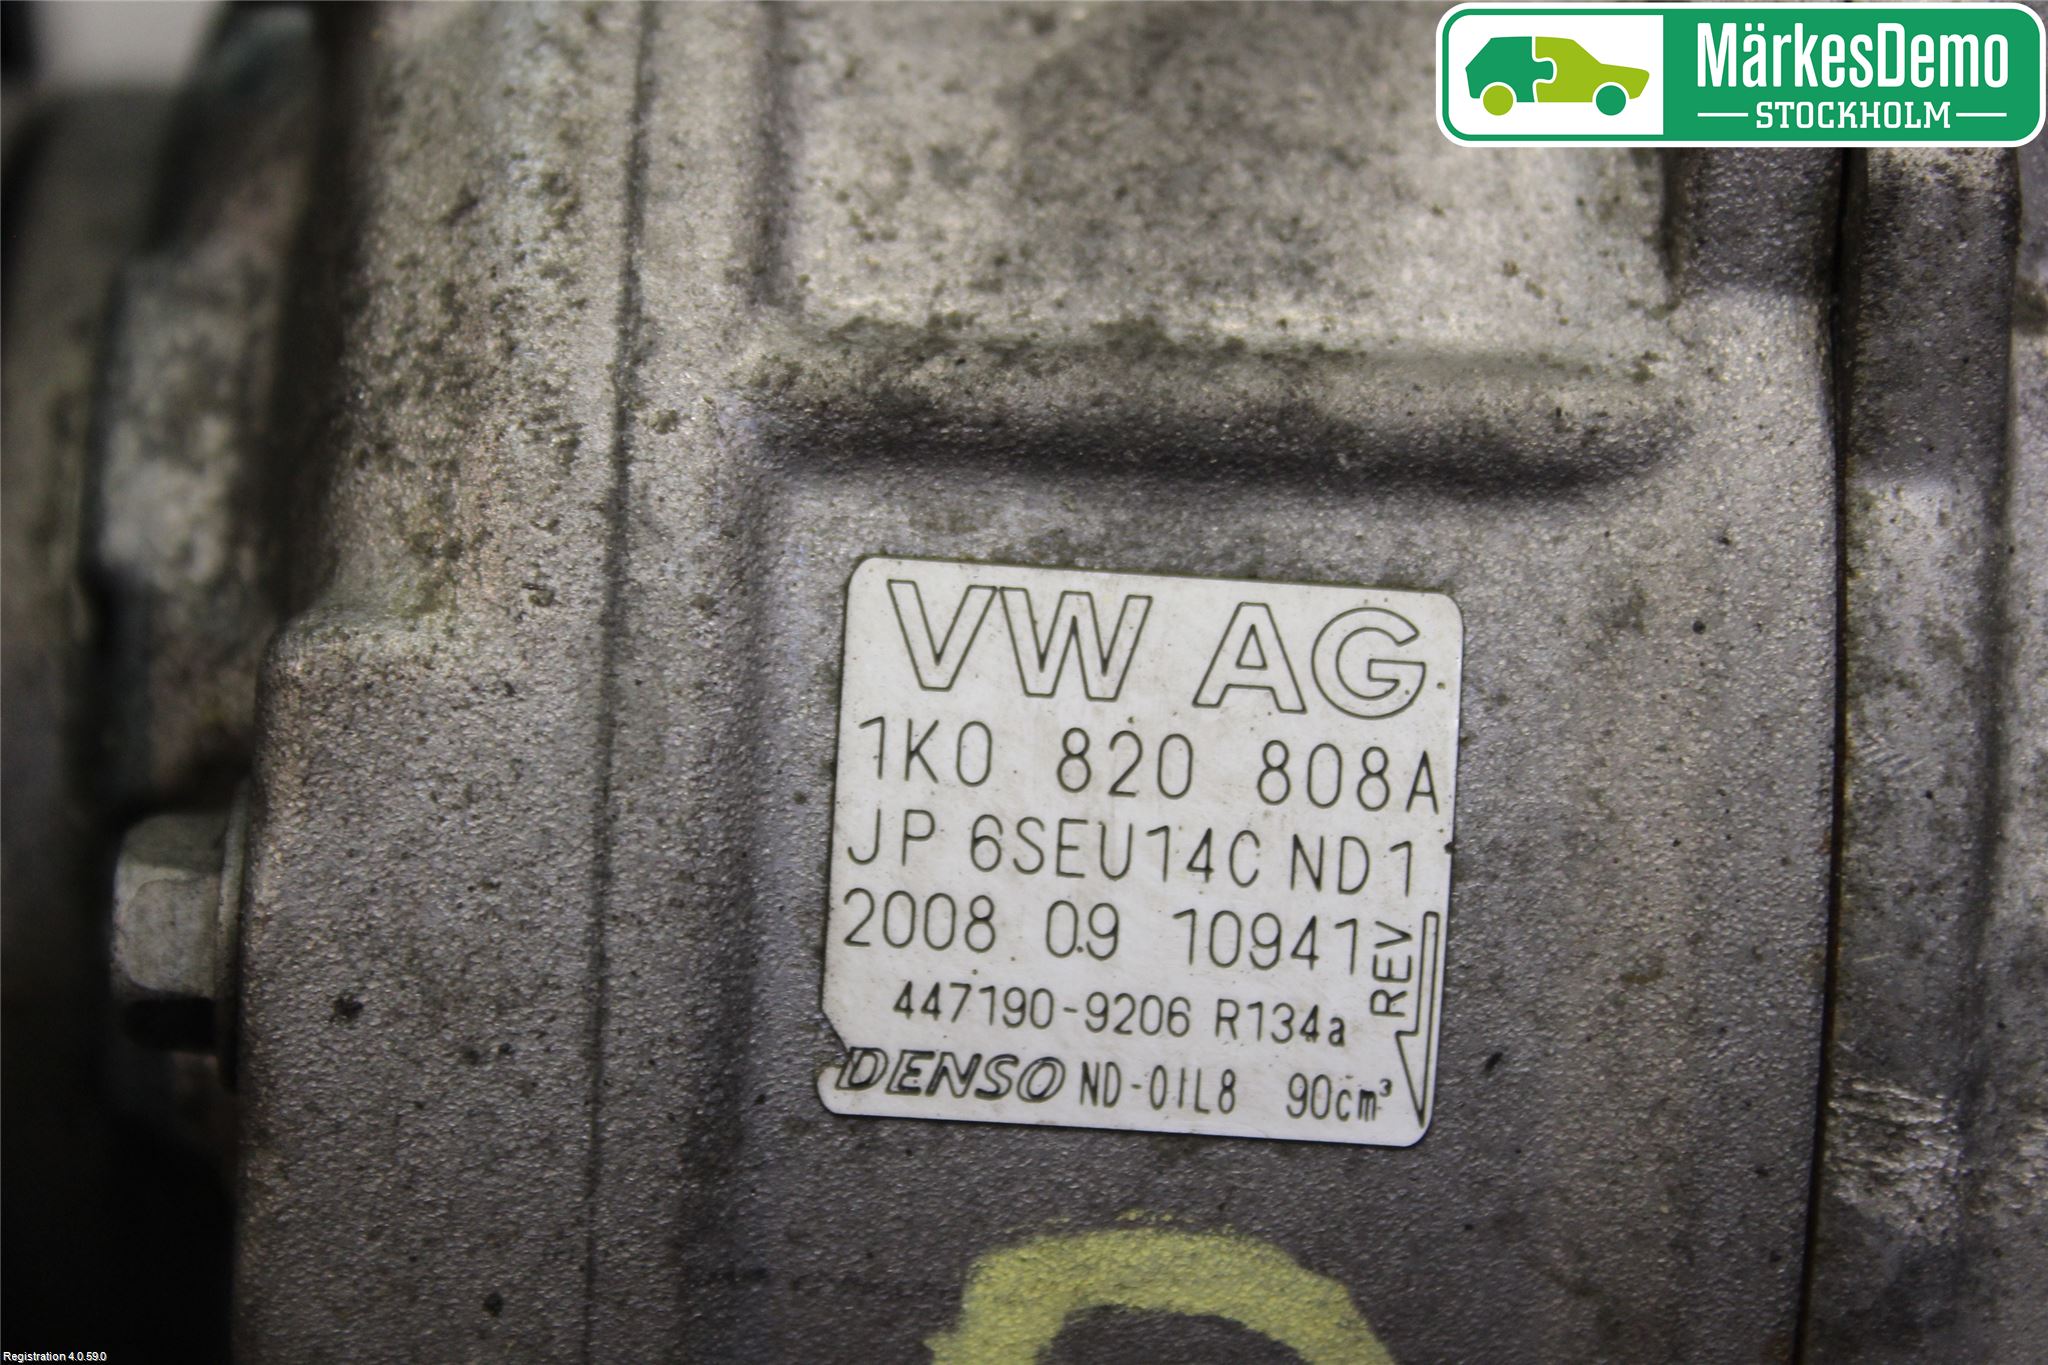 MärkesDemo
STOCKHOLM
VW AG
1K0 820 808A
JP 6SEU14C ND1
2008 09 10941
REV
447190-9206 R134a
DENSO ND-OIL8 90cm³
Registration 4.0.59.0